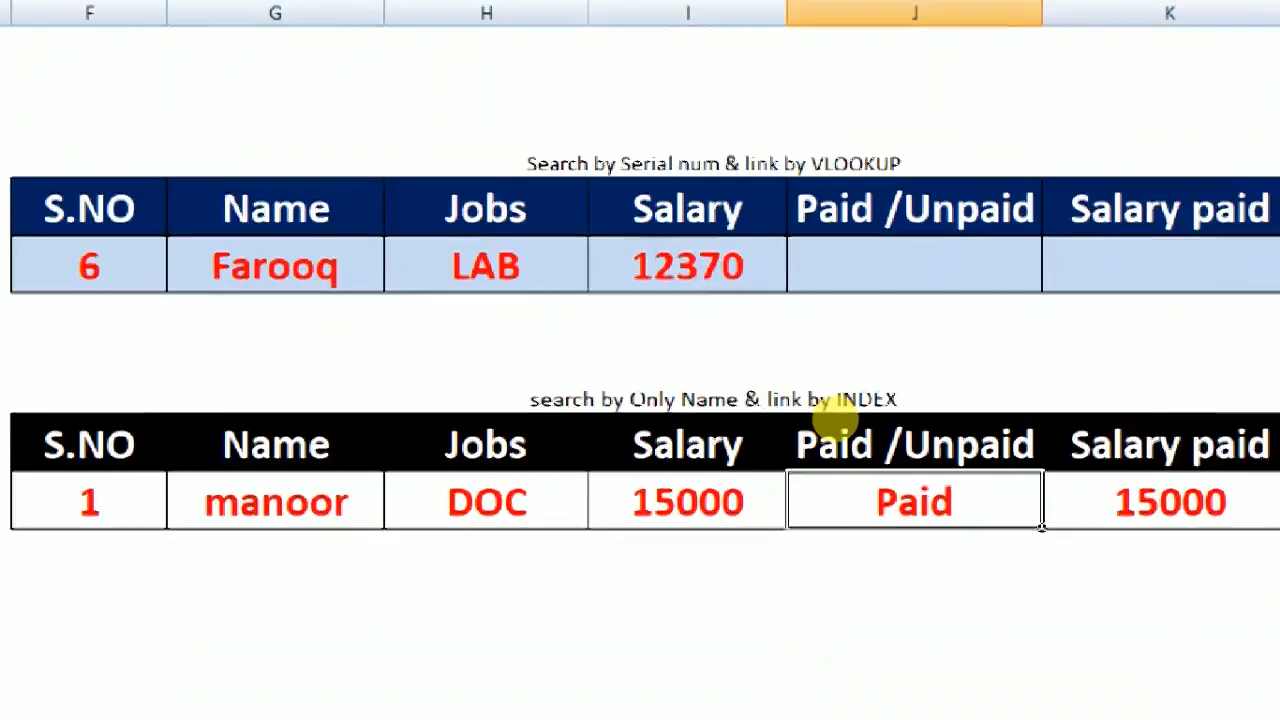 F G H I J K
Search by Serial num & link by VLOOKUP
S.NO Name Jobs Salary Paid /Unpaid Salary paid
6 Farooq LAB 12370
search by Only Name & link by INDEX
S.NO Name Jobs Salary Paid /Unpaid Salary paid
1 manoor DOC 15000 Paid 15000